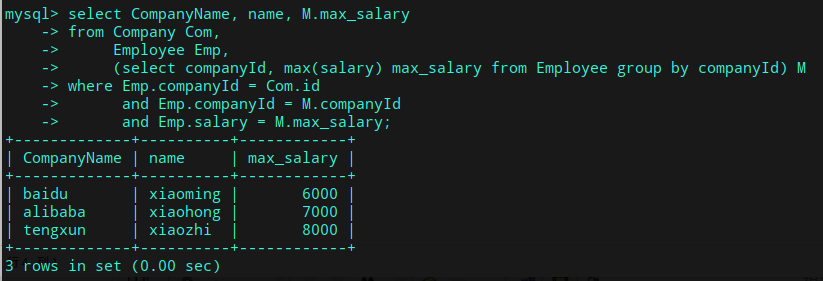 mysql> select CompanyName, name, M.max_salary
    -> from Company Com,
    ->      Employee Emp,
    ->      (select companyId, max(salary) max_salary from Employee group by companyId) M
    -> where Emp.companyId = Com.id
    ->       and Emp.companyId = M.companyId
    ->       and Emp.salary = M.max_salary;
+-------------+----------+------------+
| CompanyName | name     | max_salary |
+-------------+----------+------------+
| baidu       | xiaoming |       6000 |
| alibaba     | xiaohong |       7000 |
| tengxun     | xiaozhi  |       8000 |
+-------------+----------+------------+
3 rows in set (0.00 sec)